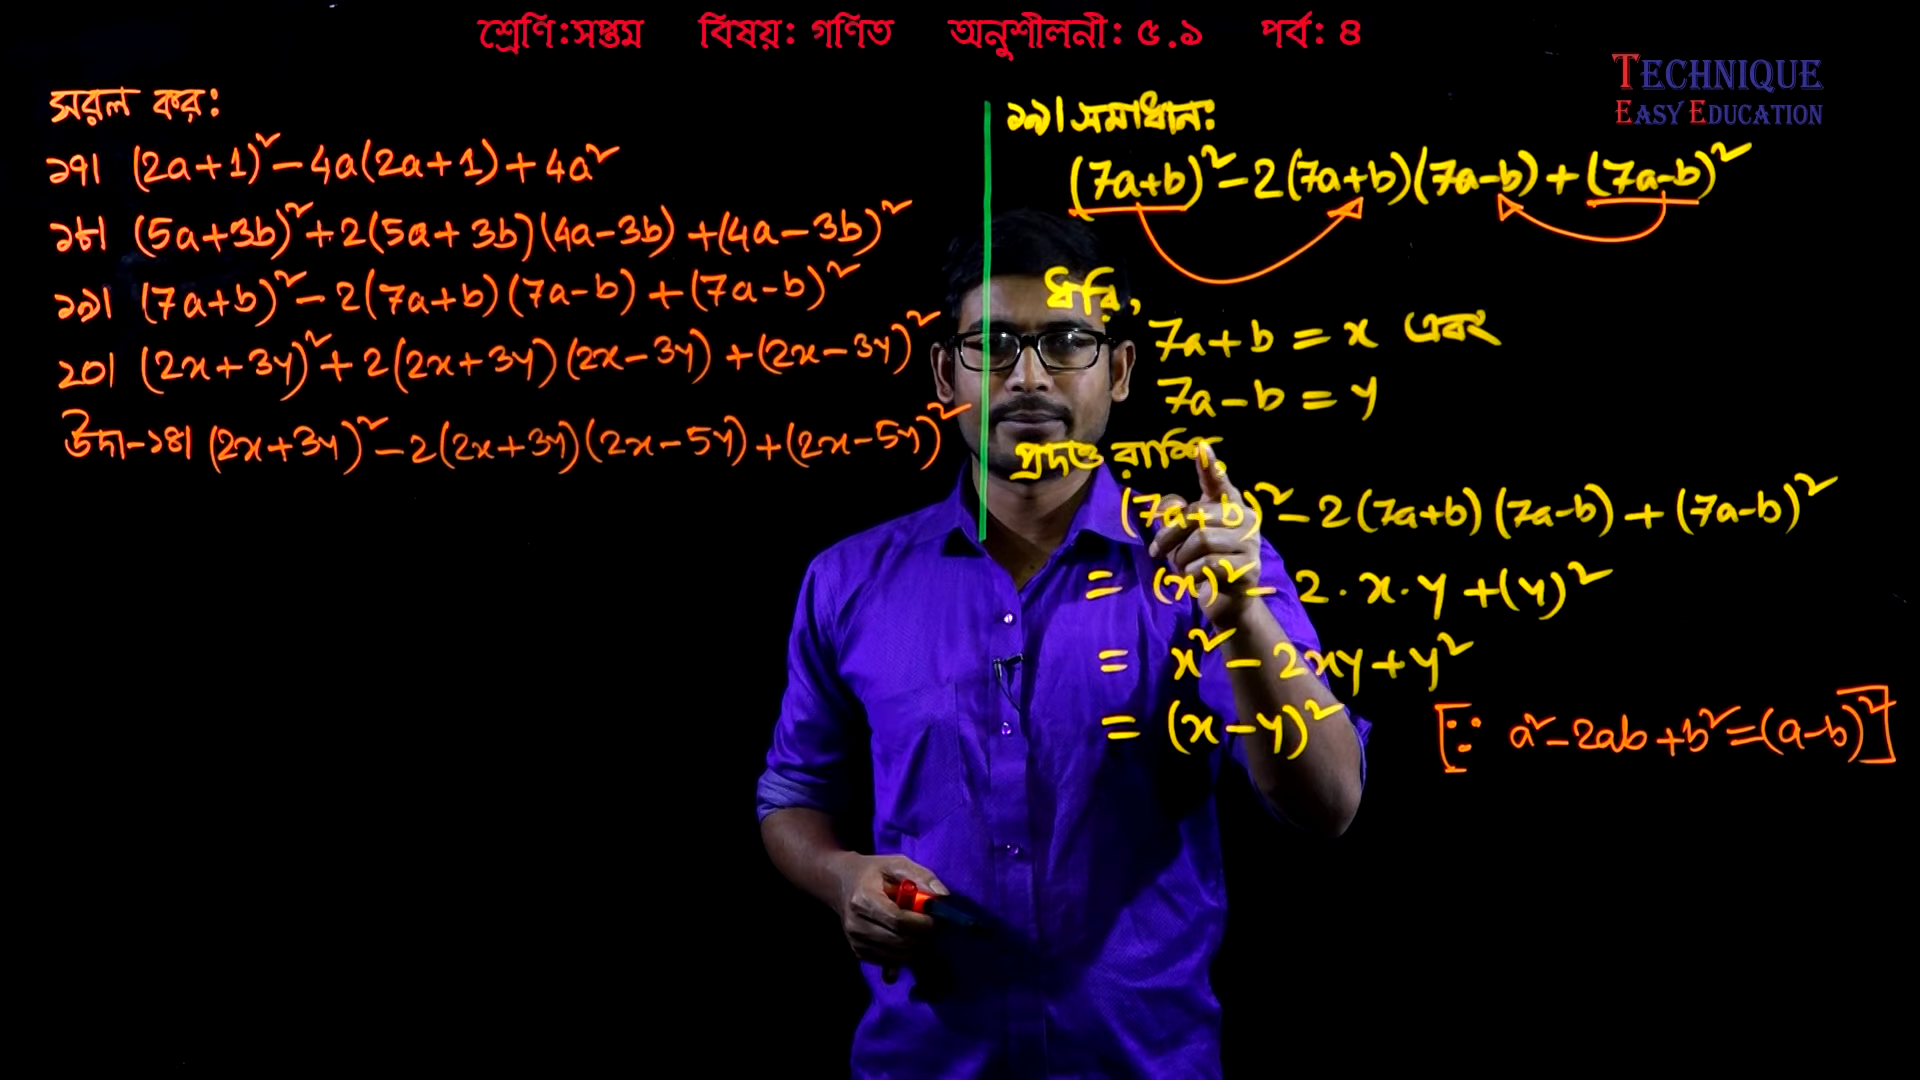 শ্রেণি:সপ্তম বিষয়: গণিত অনুশীলনী: ৫.১ পর্ব: ৪
TECHNIQUE
EASY EDUCATION
সরল কর:
১৭। (2a+1)² – 4a(2a+1) + 4a²
১৮। (5a+3b)² + 2(5a+3b)(4a–3b) + (4a–3b)²
১৯। (7a+b)² – 2(7a+b)(7a–b) + (7a–b)²
২০। (2x+3y)² + 2(2x+3y)(2x–3y) + (2x–3y)²
উদা–১৪। (2x+3y)² – 2(2x+3y)(2x–5y) + (2x–5y)²
১৯। সমাধান:
(7a+b)² – 2(7a+b)(7a–b) + (7a–b)²
ধরি,
7a+b = x এবং
7a–b = y
প্রদত্ত রাশি,
(7a+b)² – 2(7a+b)(7a–b) + (7a–b)²
= (x)² – 2·x·y + (y)²
= x² – 2xy + y²
= (x–y)² [∵ a² – 2ab + b² = (a–b)²]